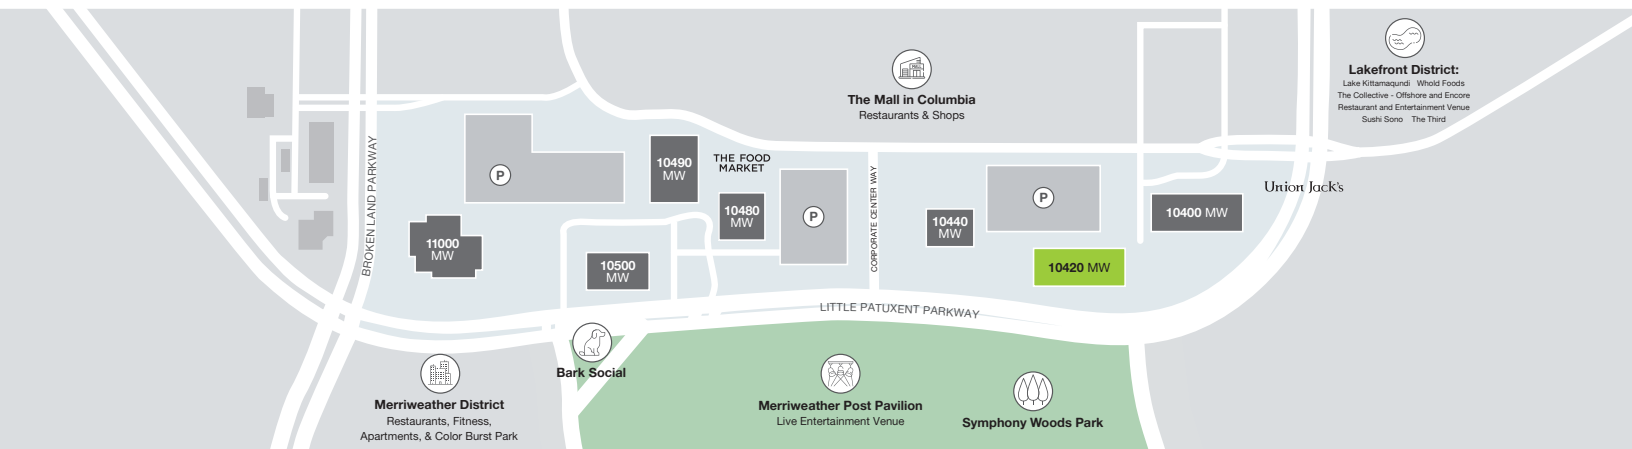 Lakefront District:
Lake Kittamaqundi Whold Foods
The Collective - Offshore and Encore
Restaurant and Entertainment Venue
Sushi Sono The Third
MALL
The Mall in Columbia
Restaurants & Shops
BROKEN LAND PARKWAY
P
10490
MW
THE FOOD
MARKET
10480
MW
P
CORPORATE CENTER WAY
P
10440
MW
10400 MW
Union Jack's
11000
MW
10500
MW
10420 MW
LITTLE PATUXENT PARKWAY
Bark Social
Merriweather District
Restaurants, Fitness,
Apartments, & Color Burst Park
Merriweather Post Pavilion
Live Entertainment Venue
Symphony Woods Park